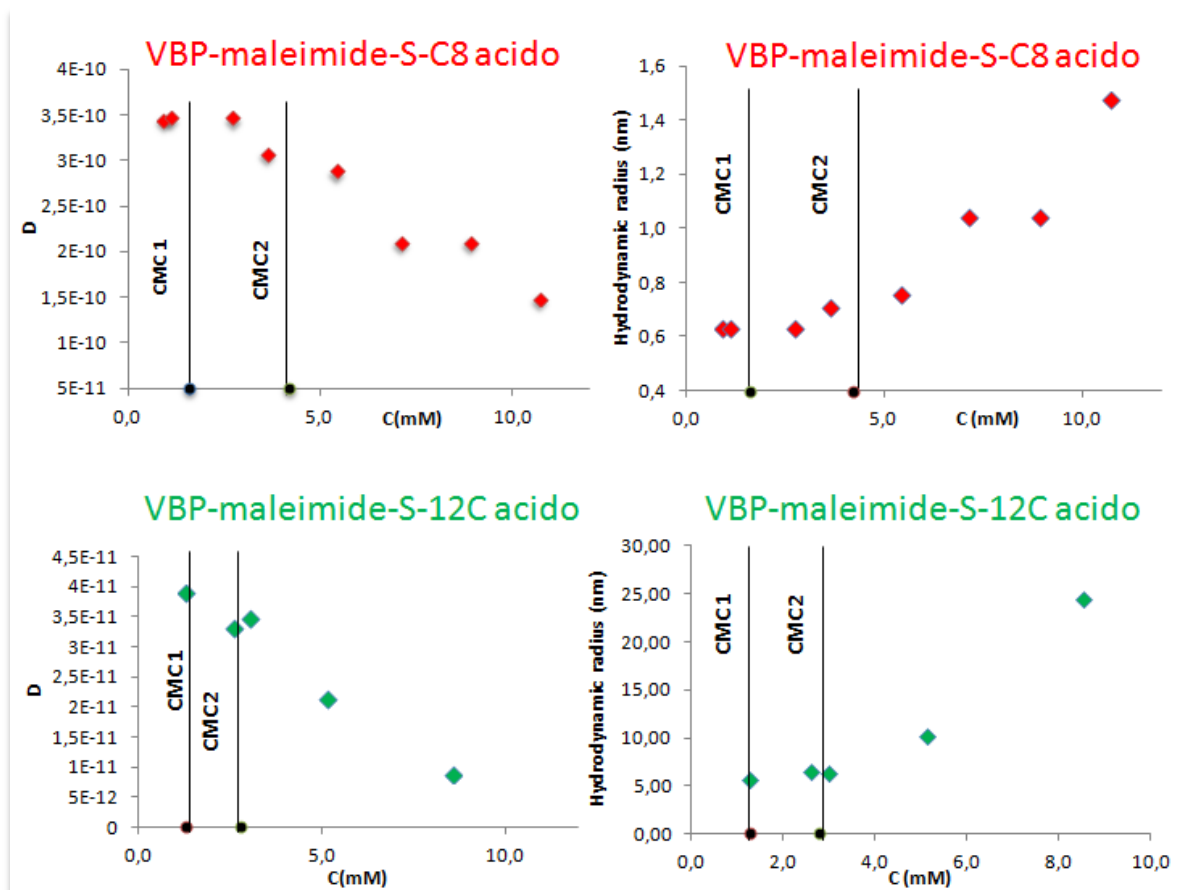 VBP-maleimide-S-C8 acido
4E-10
3,5E-10
3E-10
2,5E-10
2E-10
1,5E-10
1E-10
5E-11
D
CMC 1
CMC2
0,0 5,0 10,0
C(mM)
VBP-maleimide-S-C8 acido
1,6
1,4
1,2
1,0
0,8
0,6
0,4
Hydrodynamic radius (nm)
CMC1
CMC2
0,0 5,0 10,0
C (mM)
VBP-maleimide-S-12C acido
4,5E-11
4E-11
3,5E-11
3E-11
2,5E-11
2E-11
1,5E-11
1E-11
5E-12
0
D
CMC1
CMC2
0,0 5,0 10,0
C(mM)
VBP-maleimide-S-12C acido
30,00
25,00
20,00
15,00
10,00
5,00
0,00
Hydrodynamic radius (nm)
CMC1
CMC2
0,0 2,0 4,0 6,0 8,0 10,0
C (mM)